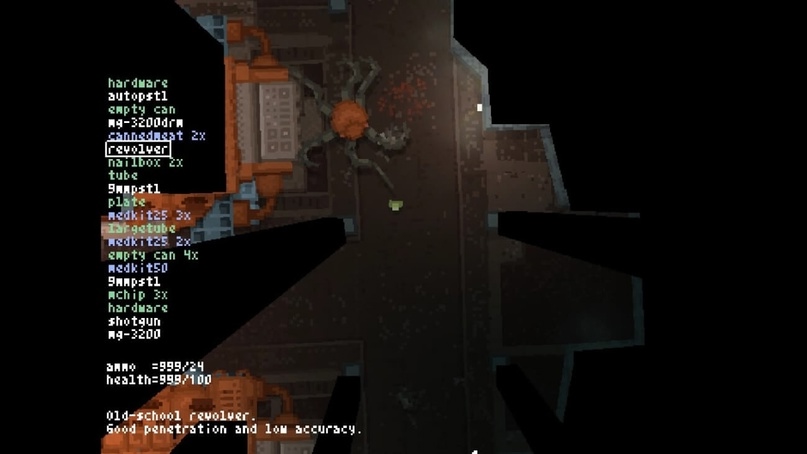 hardware
autopstl
empty can
mg-3200drm
cannedmeat 2x
revolver
nailbox 2x
tube
9mmpstl
plate
medkit25 3x
largetube
medkit25 2x
empty can 4x
medkit50
9mmpstl
mchip 3x
hardware
shotgun
mg-3200
ammo  =999/24
health=999/100
Old-school revolver.
Good penetration and low accuracy.